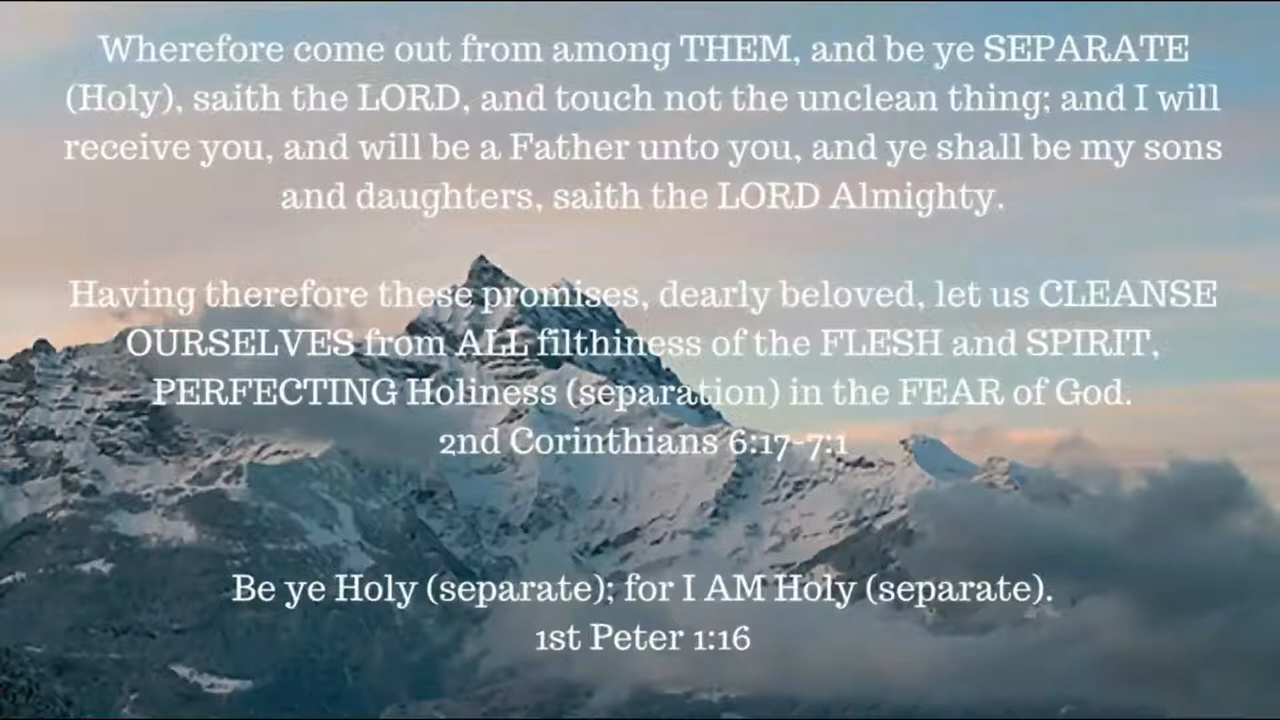 Wherefore come out from among THEM, and be ye SEPARATE
(Holy), saith the LORD, and touch not the unclean thing; and I will
receive you, and will be a Father unto you, and ye shall be my sons
and daughters, saith the LORD Almighty.
Having therefore these promises, dearly beloved, let us CLEANSE
OURSELVES from ALL filthiness of the FLESH and SPIRIT,
PERFECTING Holiness (separation) in the FEAR of God.
2nd Corinthians 6:17-7:1
Be ye Holy (separate); for I AM Holy (separate).
1st Peter 1:16